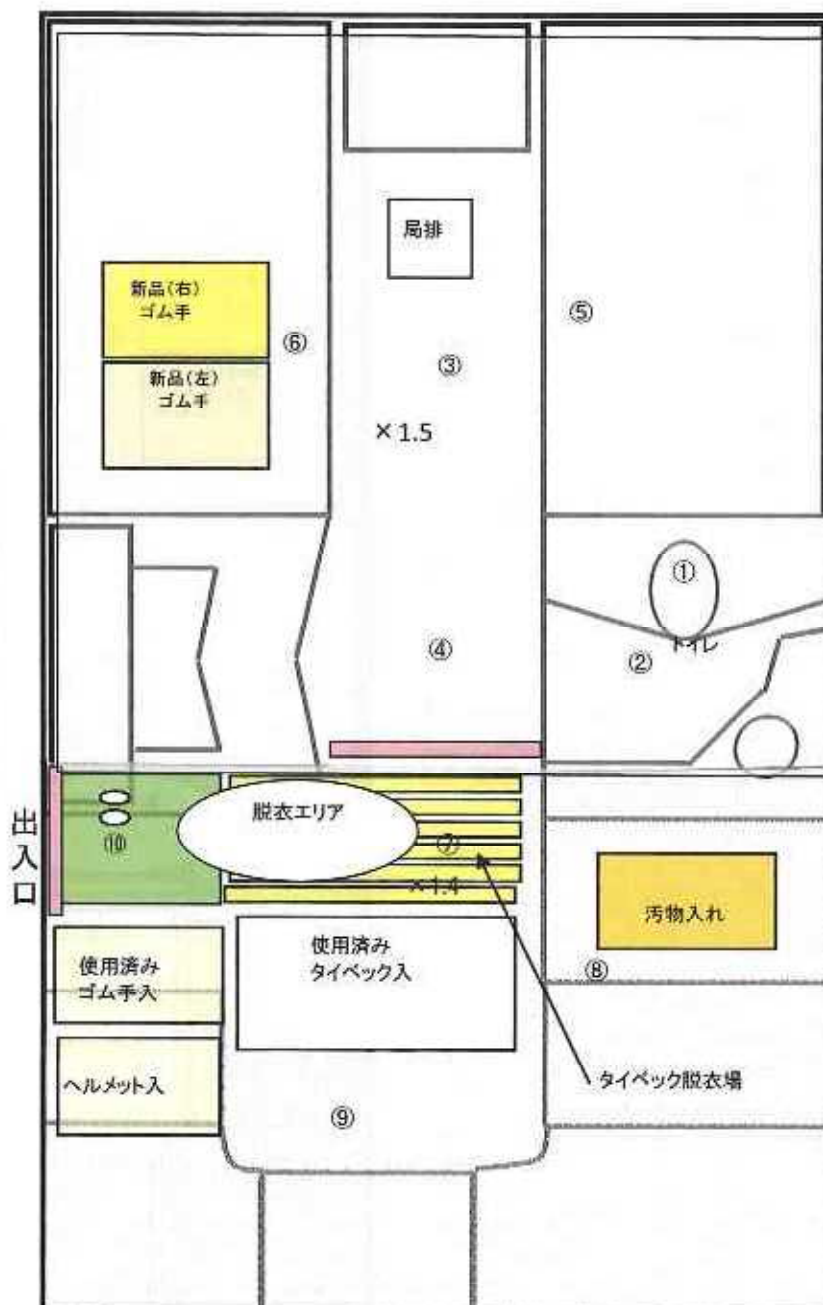 局排
新品(右)
ゴム手
⑥
⑤
③
新品(左)
ゴム手
×1.5
①
④
②
トイレ
出入口
⑩
脱衣エリア
⑦
×1.4
汚物入れ
使用済み
ゴム手入
使用済み
タイベック入
⑧
ヘルメット入
タイベック脱衣場
⑨